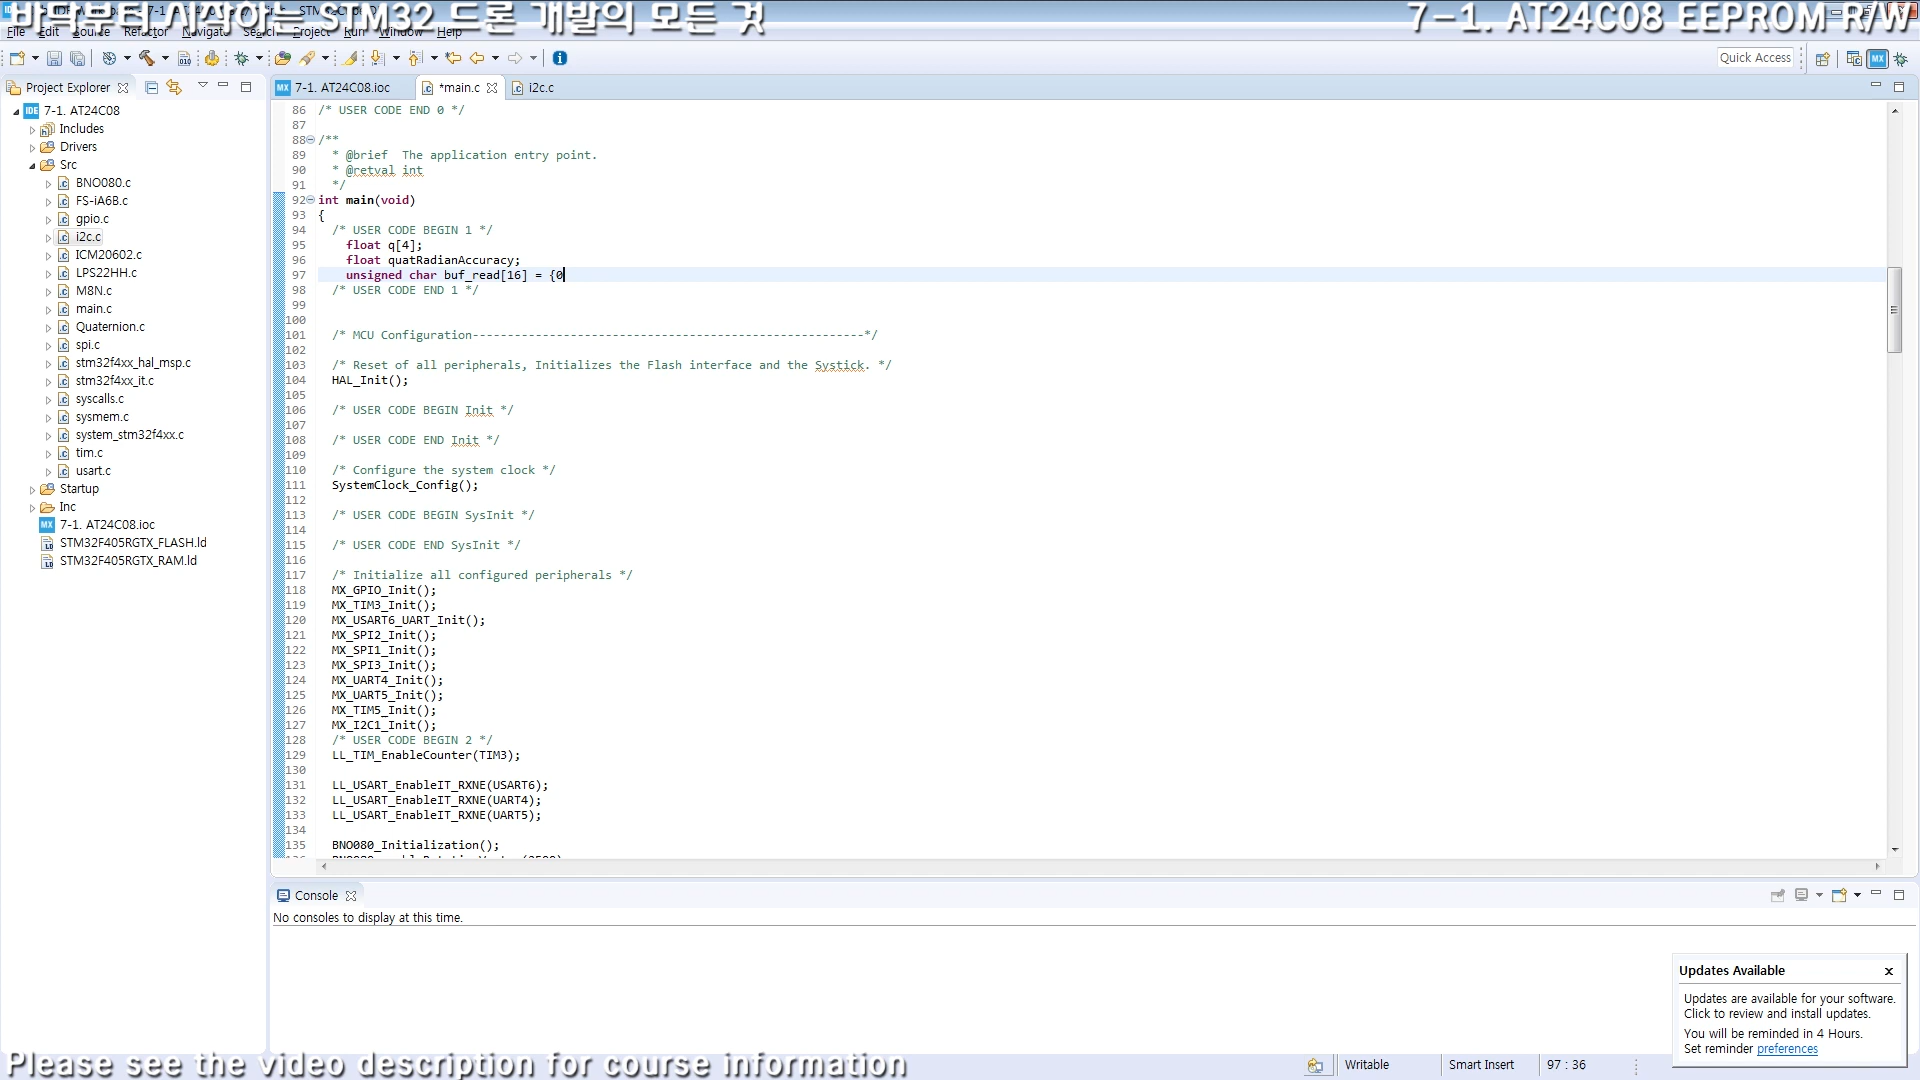 바닥부터 시작하는 STM32 드론 개발의 모든 것
7-1. AT24C08 EEPROM R/W
File Edit Source Refactor Navigate Search Project Run Window Help
Quick Access
Project Explorer
7-1. AT24C08.ioc
*main.c
i2c.c
7-1. AT24C08
Includes
Drivers
Src
BNO080.c
FS-iA6B.c
gpio.c
i2c.c
ICM20602.c
LPS22HH.c
M8N.c
main.c
Quaternion.c
spi.c
stm32f4xx_hal_msp.c
stm32f4xx_it.c
syscalls.c
sysmem.c
system_stm32f4xx.c
tim.c
usart.c
Startup
Inc
7-1. AT24C08.ioc
STM32F405RGTX_FLASH.ld
STM32F405RGTX_RAM.ld
86 /* USER CODE END 0 */
87
88 /**
89 * @brief  The application entry point.
90 * @retval int
91 */
92 int main(void)
93 {
94 /* USER CODE BEGIN 1 */
95 float q[4];
96 float quatRadianAccuracy;
97 unsigned char buf_read[16] = {0
98 /* USER CODE END 1 */
99
100
101 /* MCU Configuration--------------------------------------------------------*/
102
103 /* Reset of all peripherals, Initializes the Flash interface and the Systick. */
104 HAL_Init();
105
106 /* USER CODE BEGIN Init */
107
108 /* USER CODE END Init */
109
110 /* Configure the system clock */
111 SystemClock_Config();
112
113 /* USER CODE BEGIN SysInit */
114
115 /* USER CODE END SysInit */
116
117 /* Initialize all configured peripherals */
118 MX_GPIO_Init();
119 MX_TIM3_Init();
120 MX_USART6_UART_Init();
121 MX_SPI2_Init();
122 MX_SPI1_Init();
123 MX_SPI3_Init();
124 MX_UART4_Init();
125 MX_UART5_Init();
126 MX_TIM5_Init();
127 MX_I2C1_Init();
128 /* USER CODE BEGIN 2 */
129 LL_TIM_EnableCounter(TIM3);
130
131 LL_USART_EnableIT_RXNE(USART6);
132 LL_USART_EnableIT_RXNE(UART4);
133 LL_USART_EnableIT_RXNE(UART5);
134
135 BNO080_Initialization();
Console
No consoles to display at this time.
Updates Available
Updates are available for your software.
Click to review and install updates.
You will be reminded in 4 Hours.
Set reminder preferences
Please see the video description for course information
Writable
Smart Insert
97 : 36